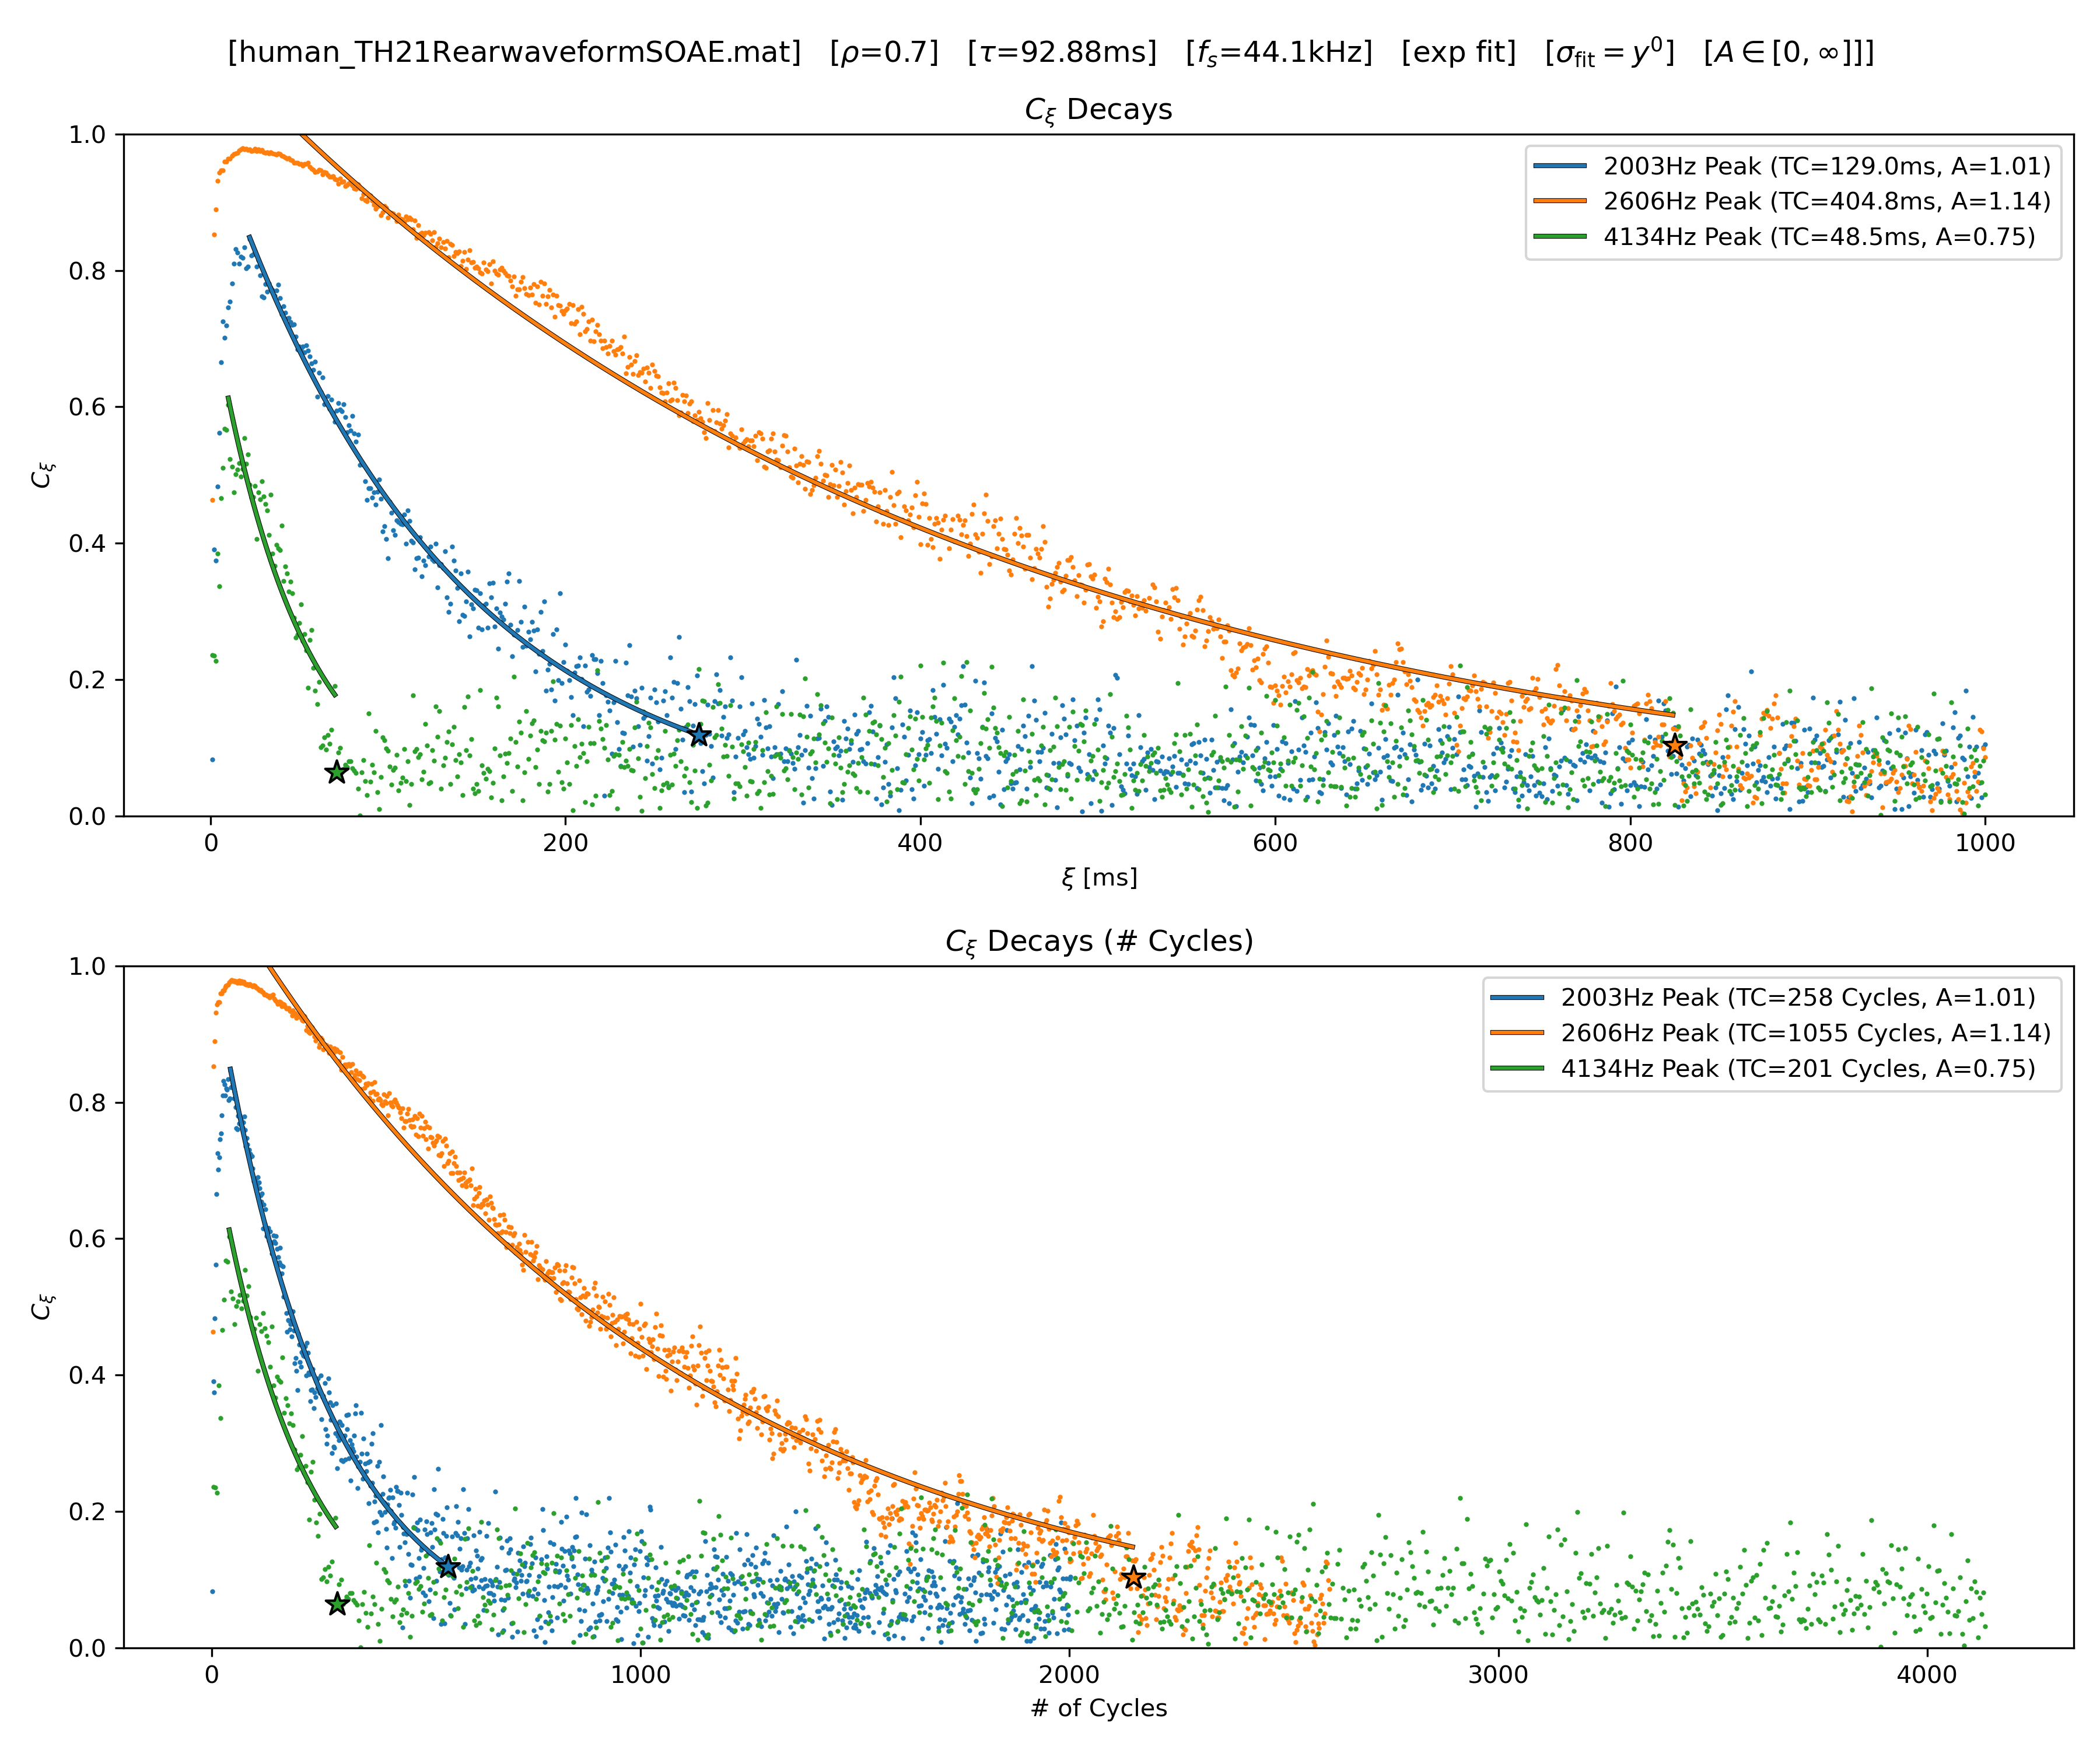 [human_TH21RearwaveformSOAE.mat] [ρ=0.7] [τ=92.88ms] [fₛ=44.1kHz] [exp fit] [σ_fit = y⁰] [A ∈ [0, ∞]]]
C_ξ Decays
1.0
0.8
0.6
0.4
0.2
0.0
C_ξ
2003Hz Peak (TC=129.0ms, A=1.01)
2606Hz Peak (TC=404.8ms, A=1.14)
4134Hz Peak (TC=48.5ms, A=0.75)
0 200 400 600 800 1000
ξ [ms]
C_ξ Decays (# Cycles)
1.0
0.8
0.6
0.4
0.2
0.0
C_ξ
2003Hz Peak (TC=258 Cycles, A=1.01)
2606Hz Peak (TC=1055 Cycles, A=1.14)
4134Hz Peak (TC=201 Cycles, A=0.75)
0 1000 2000 3000 4000
# of Cycles